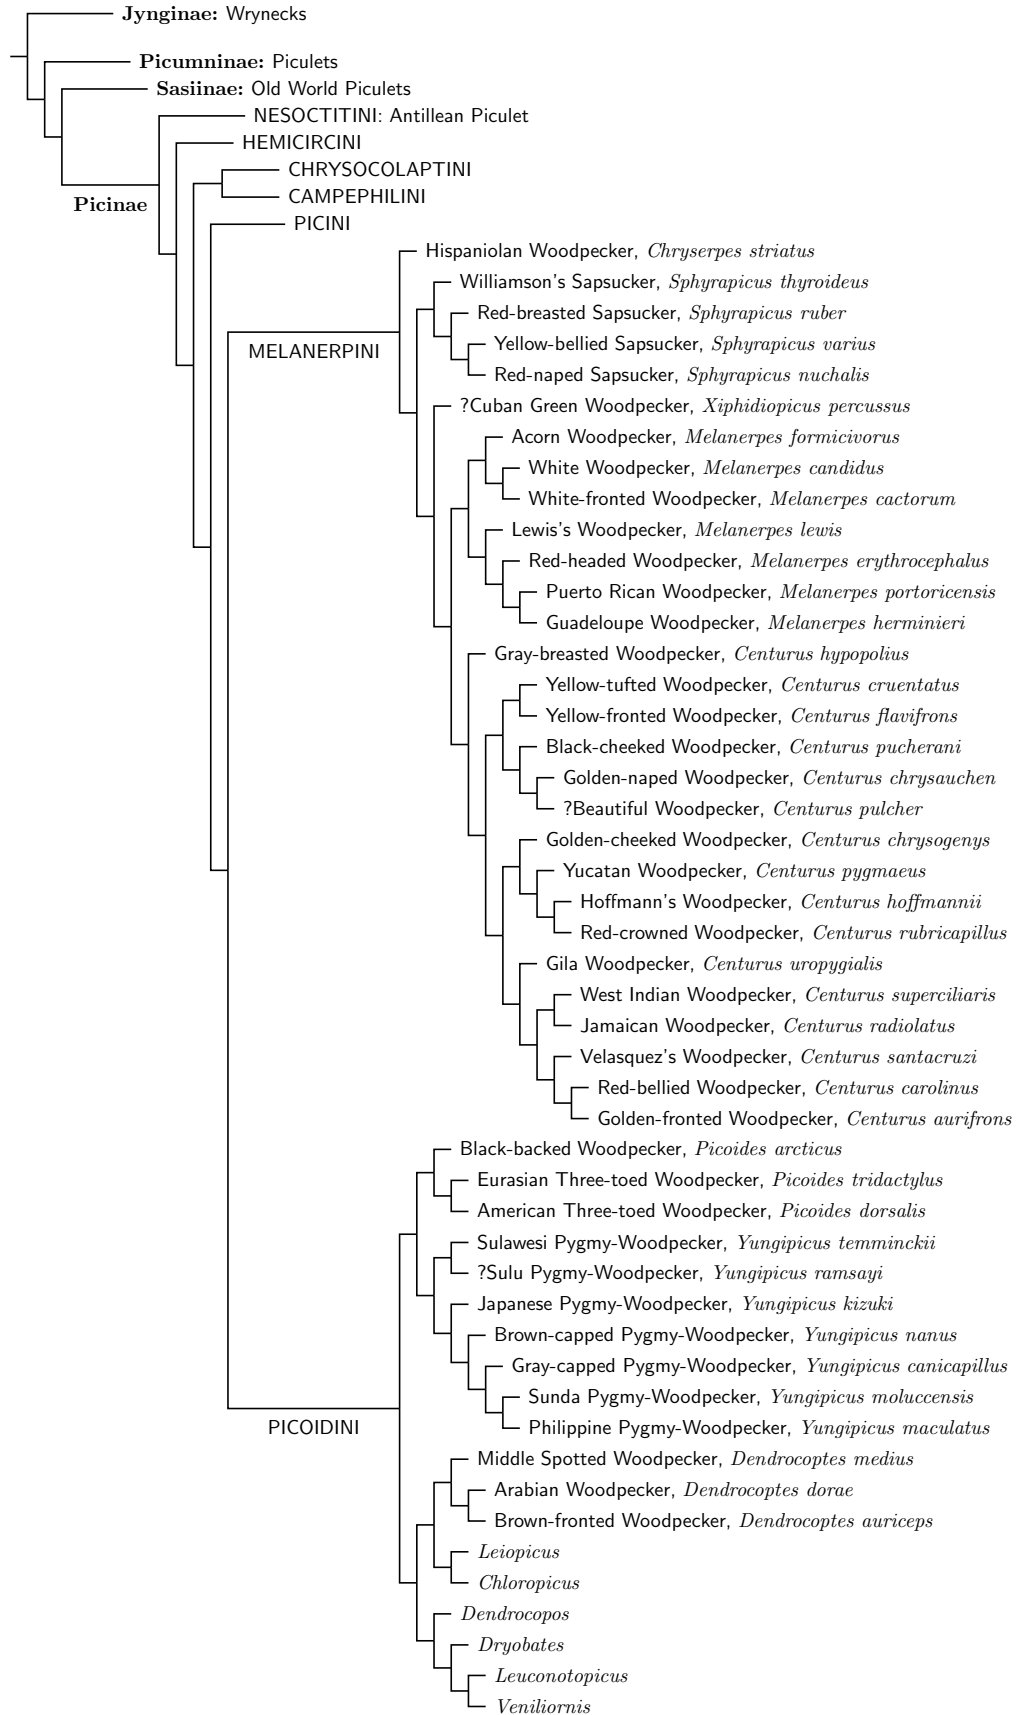 Jynginae: Wrynecks
Picumninae: Piculets
Sasiinae: Old World Piculets
NESOCTITINI: Antillean Piculet
HEMICIRCINI
CHRYSOCOLAPTINI
CAMPEPHILINI
Picinae
PICINI
Hispaniolan Woodpecker, Chryserpes striatus
Williamson's Sapsucker, Sphyrapicus thyroideus
Red-breasted Sapsucker, Sphyrapicus ruber
Yellow-bellied Sapsucker, Sphyrapicus varius
MELANERPINI
Red-naped Sapsucker, Sphyrapicus nuchalis
?Cuban Green Woodpecker, Xiphidiopicus percussus
Acorn Woodpecker, Melanerpes formicivorus
White Woodpecker, Melanerpes candidus
White-fronted Woodpecker, Melanerpes cactorum
Lewis's Woodpecker, Melanerpes lewis
Red-headed Woodpecker, Melanerpes erythrocephalus
Puerto Rican Woodpecker, Melanerpes portoricensis
Guadeloupe Woodpecker, Melanerpes herminieri
Gray-breasted Woodpecker, Centurus hypopolius
Yellow-tufted Woodpecker, Centurus cruentatus
Yellow-fronted Woodpecker, Centurus flavifrons
Black-cheeked Woodpecker, Centurus pucherani
Golden-naped Woodpecker, Centurus chrysauchen
?Beautiful Woodpecker, Centurus pulcher
Golden-cheeked Woodpecker, Centurus chrysogenys
Yucatan Woodpecker, Centurus pygmaeus
Hoffmann's Woodpecker, Centurus hoffmannii
Red-crowned Woodpecker, Centurus rubricapillus
Gila Woodpecker, Centurus uropygialis
West Indian Woodpecker, Centurus superciliaris
Jamaican Woodpecker, Centurus radiolatus
Velasquez's Woodpecker, Centurus santacruzi
Red-bellied Woodpecker, Centurus carolinus
Golden-fronted Woodpecker, Centurus aurifrons
Black-backed Woodpecker, Picoides arcticus
Eurasian Three-toed Woodpecker, Picoides tridactylus
American Three-toed Woodpecker, Picoides dorsalis
Sulawesi Pygmy-Woodpecker, Yungipicus temminckii
?Sulu Pygmy-Woodpecker, Yungipicus ramsayi
Japanese Pygmy-Woodpecker, Yungipicus kizuki
Brown-capped Pygmy-Woodpecker, Yungipicus nanus
Gray-capped Pygmy-Woodpecker, Yungipicus canicapillus
Sunda Pygmy-Woodpecker, Yungipicus moluccensis
PICOIDINI
Philippine Pygmy-Woodpecker, Yungipicus maculatus
Middle Spotted Woodpecker, Dendrocoptes medius
Arabian Woodpecker, Dendrocoptes dorae
Brown-fronted Woodpecker, Dendrocoptes auriceps
Leiopicus
Chloropicus
Dendrocopos
Dryobates
Leuconotopicus
Veniliornis